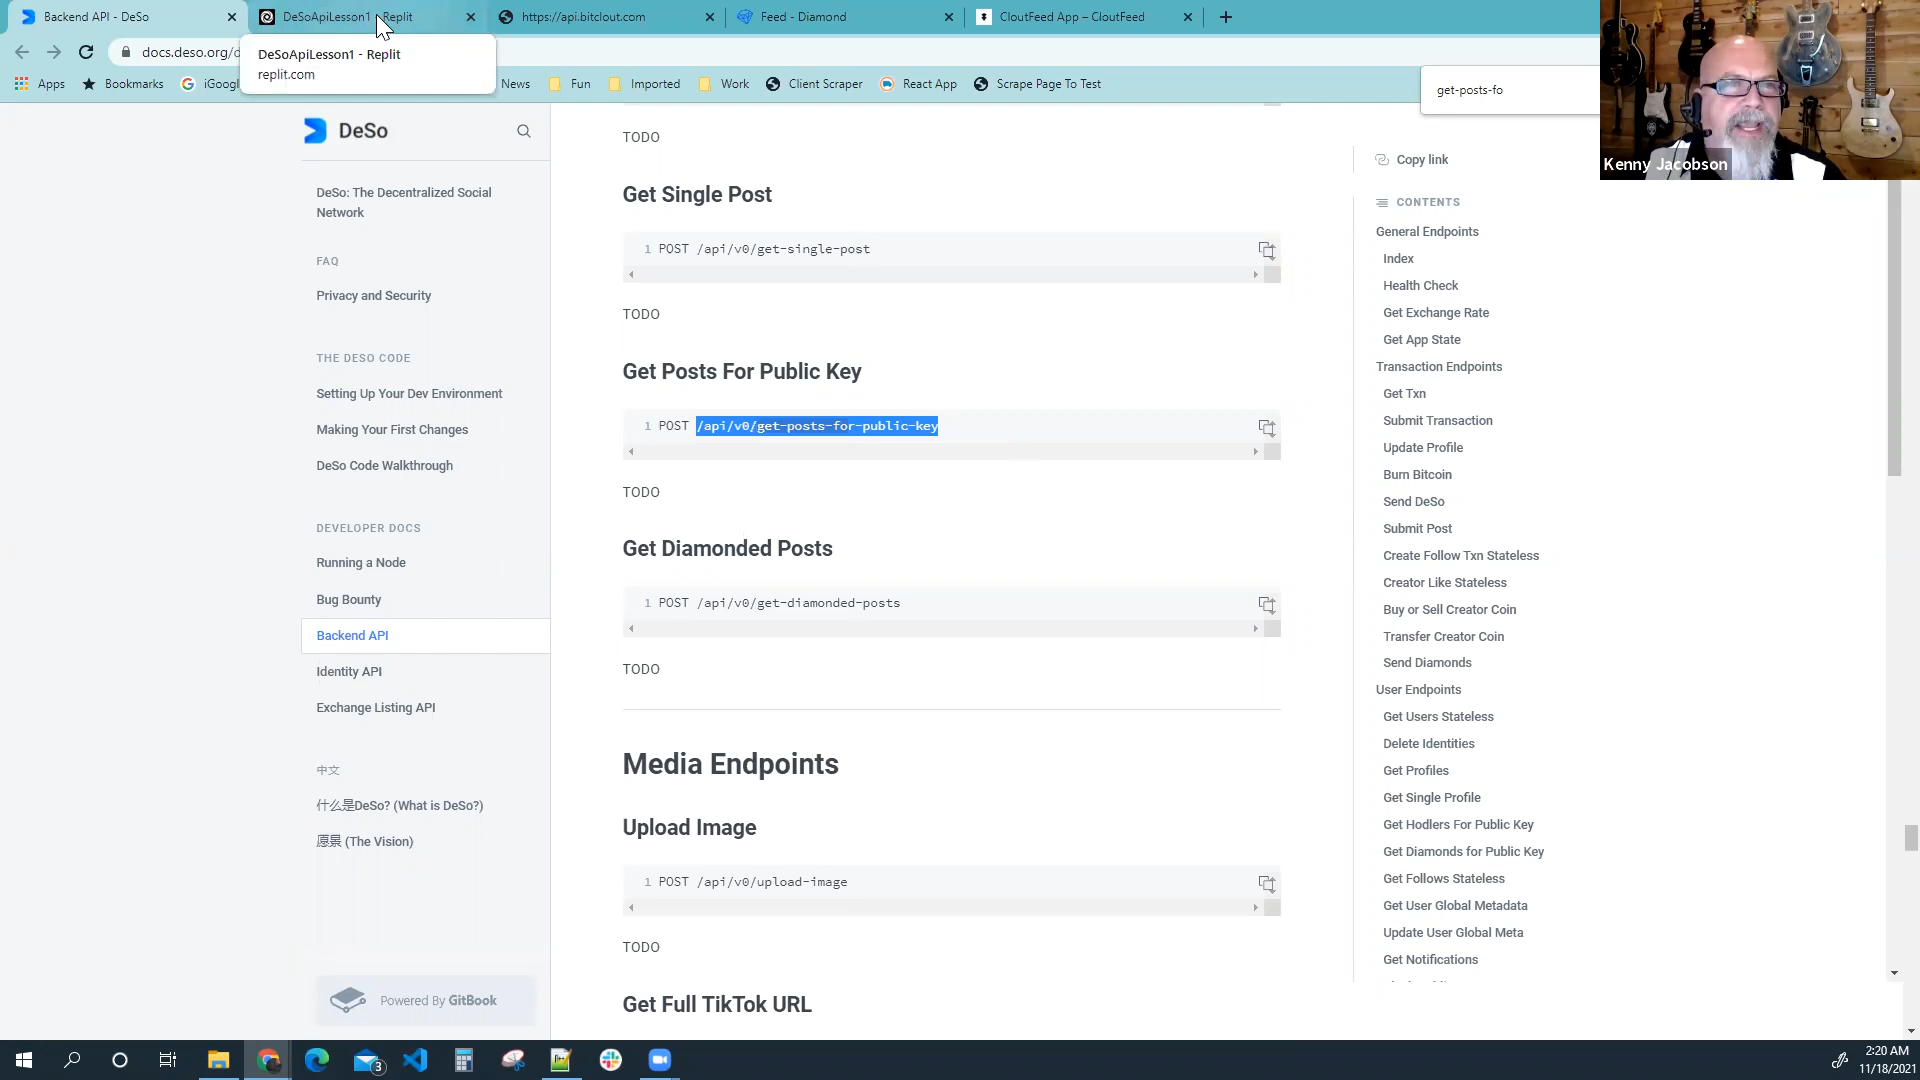 Backend API - DeSo
DeSoApiLesson1 - Replit
https://api.bitclout.com
Feed - Diamond
CloutFeed App – CloutFeed
docs.deso.org/d
DeSoApiLesson1 - Replit
replit.com
Apps
Bookmarks
News
Fun
Imported
Work
Client Scraper
React App
Scrape Page To Test
get-posts-fo
Kenny Jacobson
DeSo
DeSo: The Decentralized Social
Network
FAQ
Privacy and Security
THE DESO CODE
Setting Up Your Dev Environment
Making Your First Changes
DeSo Code Walkthrough
DEVELOPER DOCS
Running a Node
Bug Bounty
Backend API
Identity API
Exchange Listing API
中文
什么是DeSo? (What is DeSo?)
愿景 (The Vision)
Powered By GitBook
TODO
Get Single Post
1 POST /api/v0/get-single-post
TODO
Get Posts For Public Key
1 POST /api/v0/get-posts-for-public-key
TODO
Get Diamonded Posts
1 POST /api/v0/get-diamonded-posts
TODO
Media Endpoints
Upload Image
1 POST /api/v0/upload-image
TODO
Get Full TikTok URL
Copy link
CONTENTS
General Endpoints
Index
Health Check
Get Exchange Rate
Get App State
Transaction Endpoints
Get Txn
Submit Transaction
Update Profile
Burn Bitcoin
Send DeSo
Submit Post
Create Follow Txn Stateless
Creator Like Stateless
Buy or Sell Creator Coin
Transfer Creator Coin
Send Diamonds
User Endpoints
Get Users Stateless
Delete Identities
Get Profiles
Get Single Profile
Get Hodlers For Public Key
Get Diamonds for Public Key
Get Follows Stateless
Get User Global Metadata
Update User Global Meta
Get Notifications
3
2:20 AM
11/18/2021